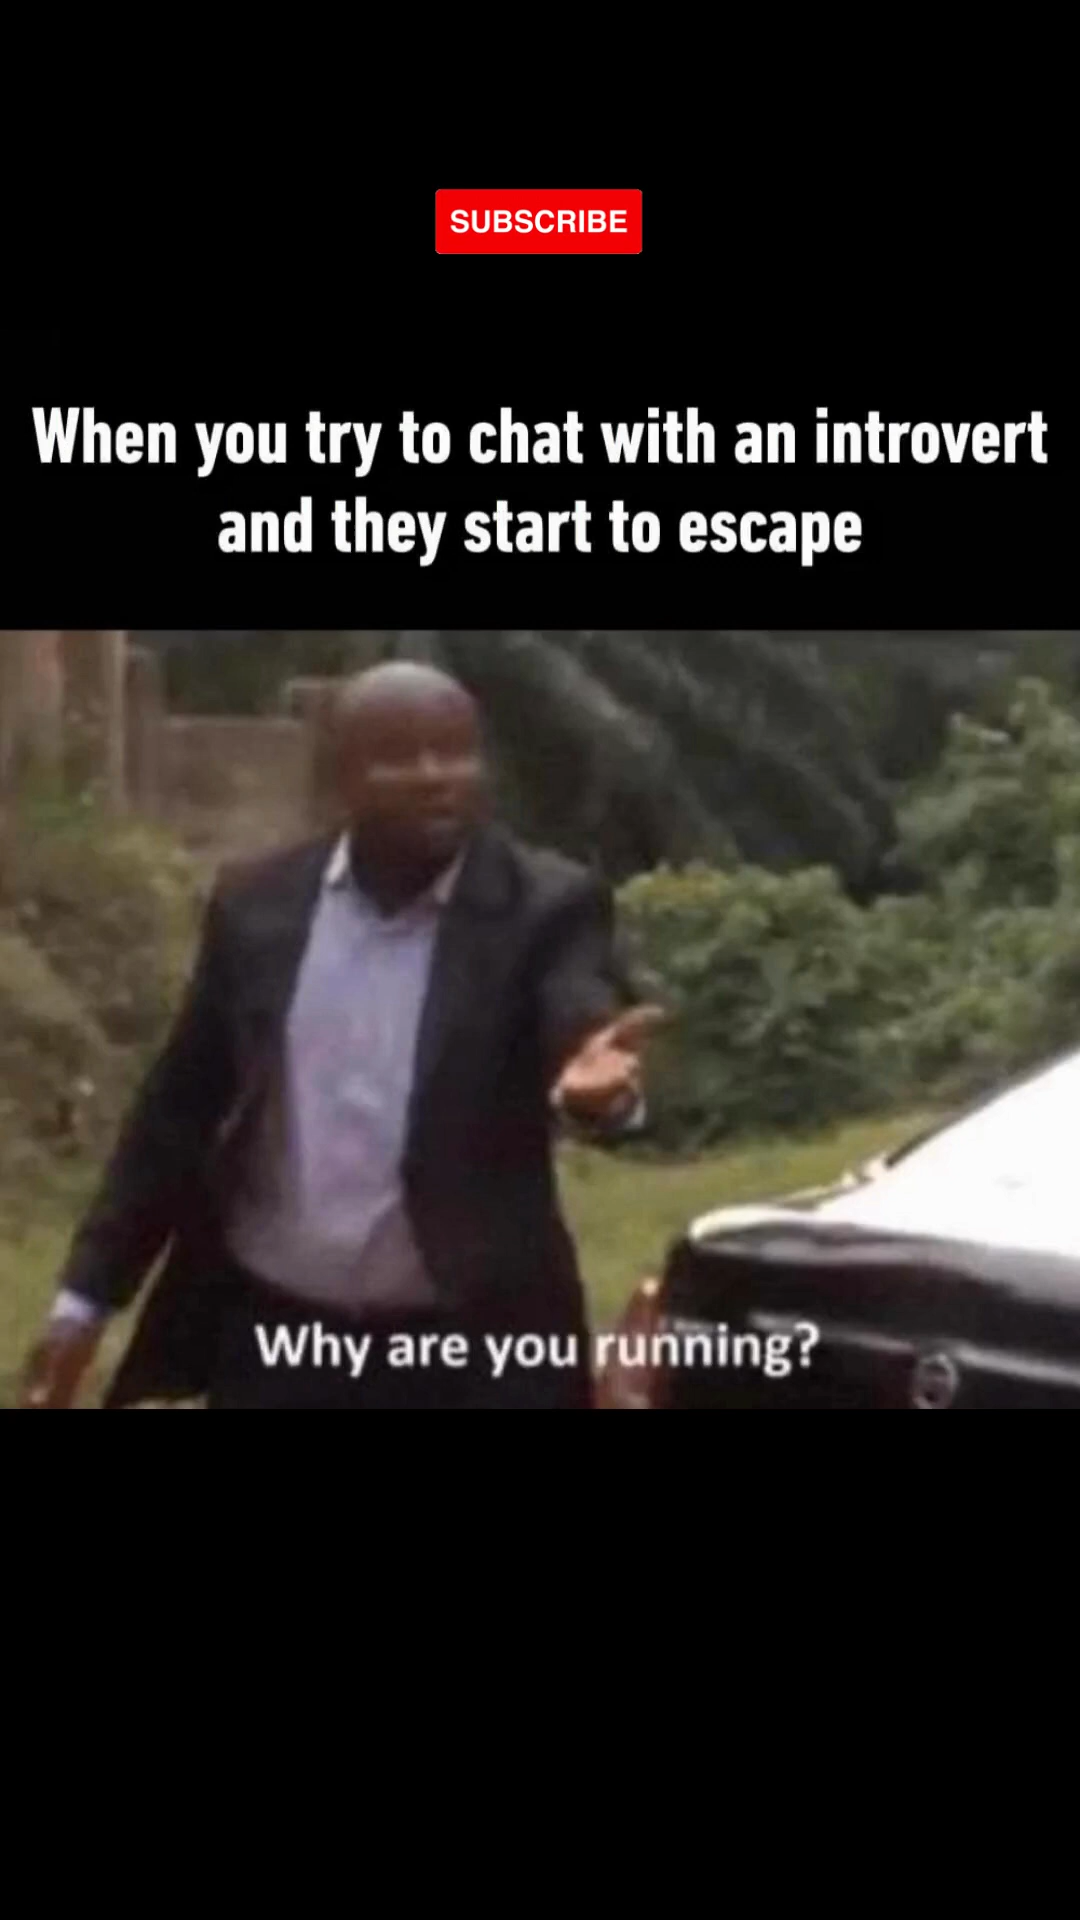 SUBSCRIBE
When you try to chat with an introvert
and they start to escape
Why are you running?